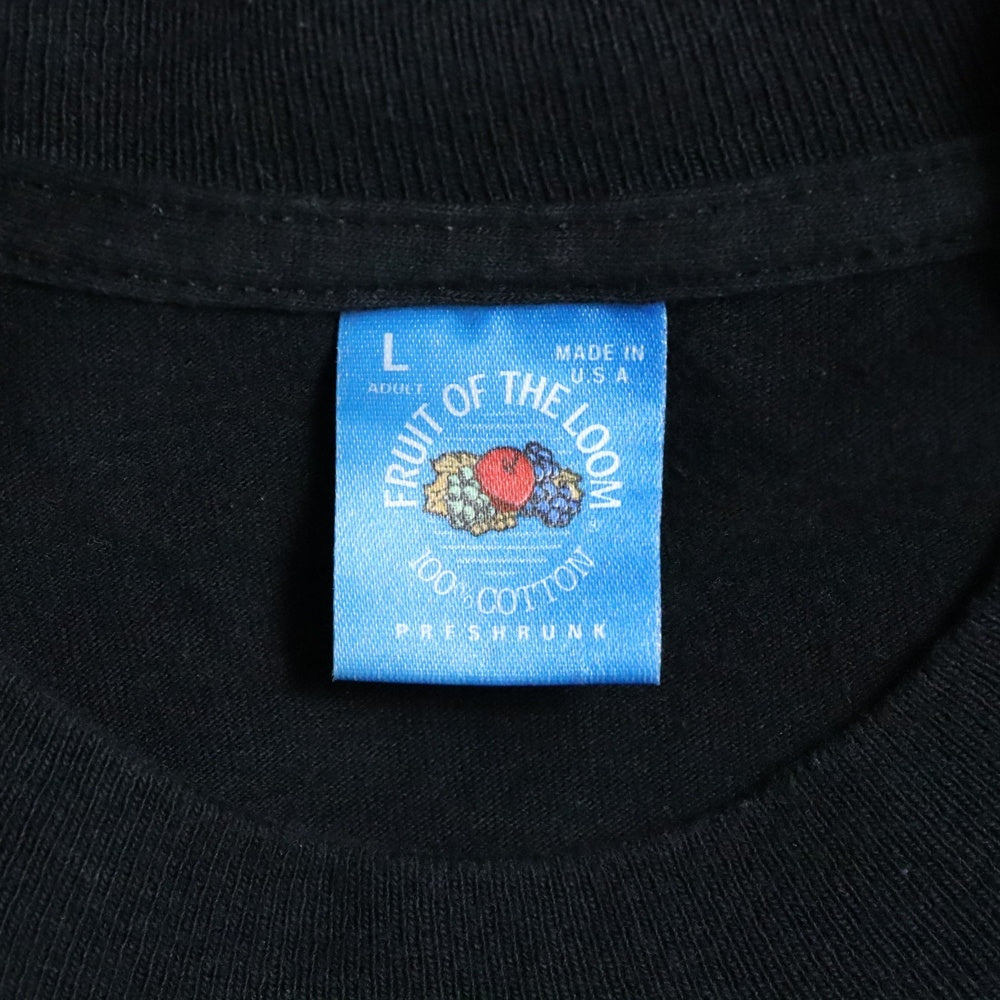 L
ADULT
MADE IN
U.S.A
FRUIT OF THE LOOM
®
100% COTTON
PRESHRUNK